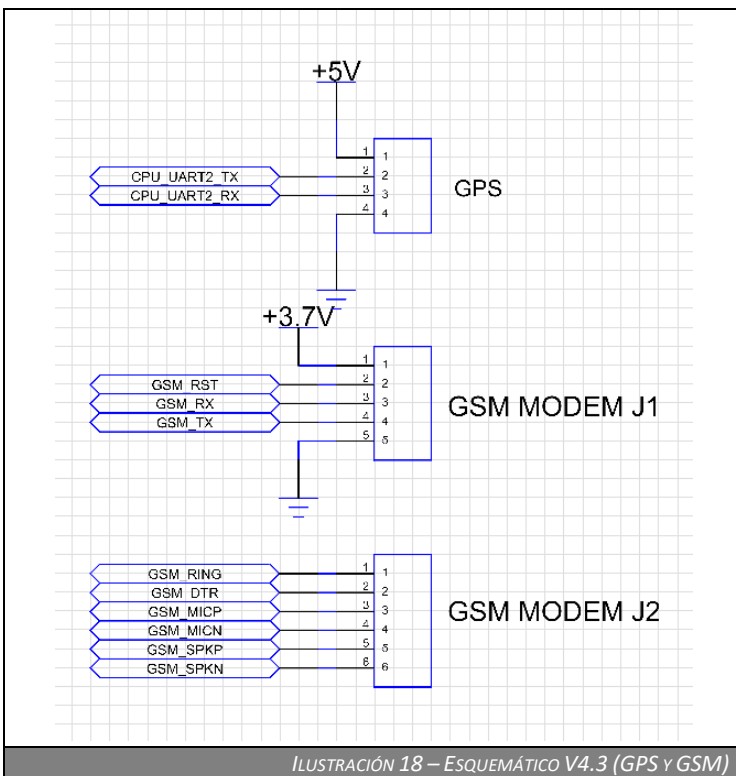 +5V
1 1
CPU_UART2_TX 2 2
CPU_UART2_RX 3 3
4 4
GPS
+3.7V
1 1
GSM_RST 2 2
GSM_RX 3 3
GSM_TX 4 4
5 5
GSM MODEM J1
GSM_RING 1 1
GSM_DTR 2 2
GSM_MICP 3 3
GSM_MICN 4 4
GSM_SPKP 5 5
GSM_SPKN 6 6
GSM MODEM J2
ILUSTRACIÓN 18 – ESQUEMÁTICO V4.3 (GPS Y GSM)